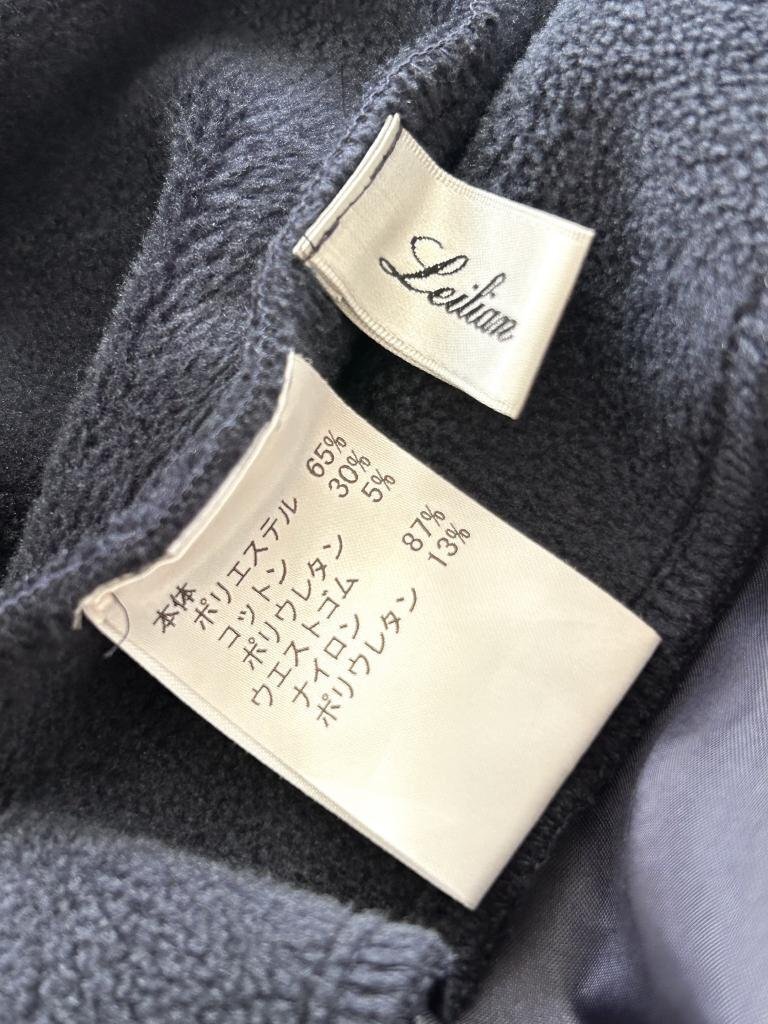 Leilian
本体
ポリエステル 65%
コットン 30%
ポリウレタン 5%
ウエストゴム
ナイロン 87%
ポリウレタン 13%